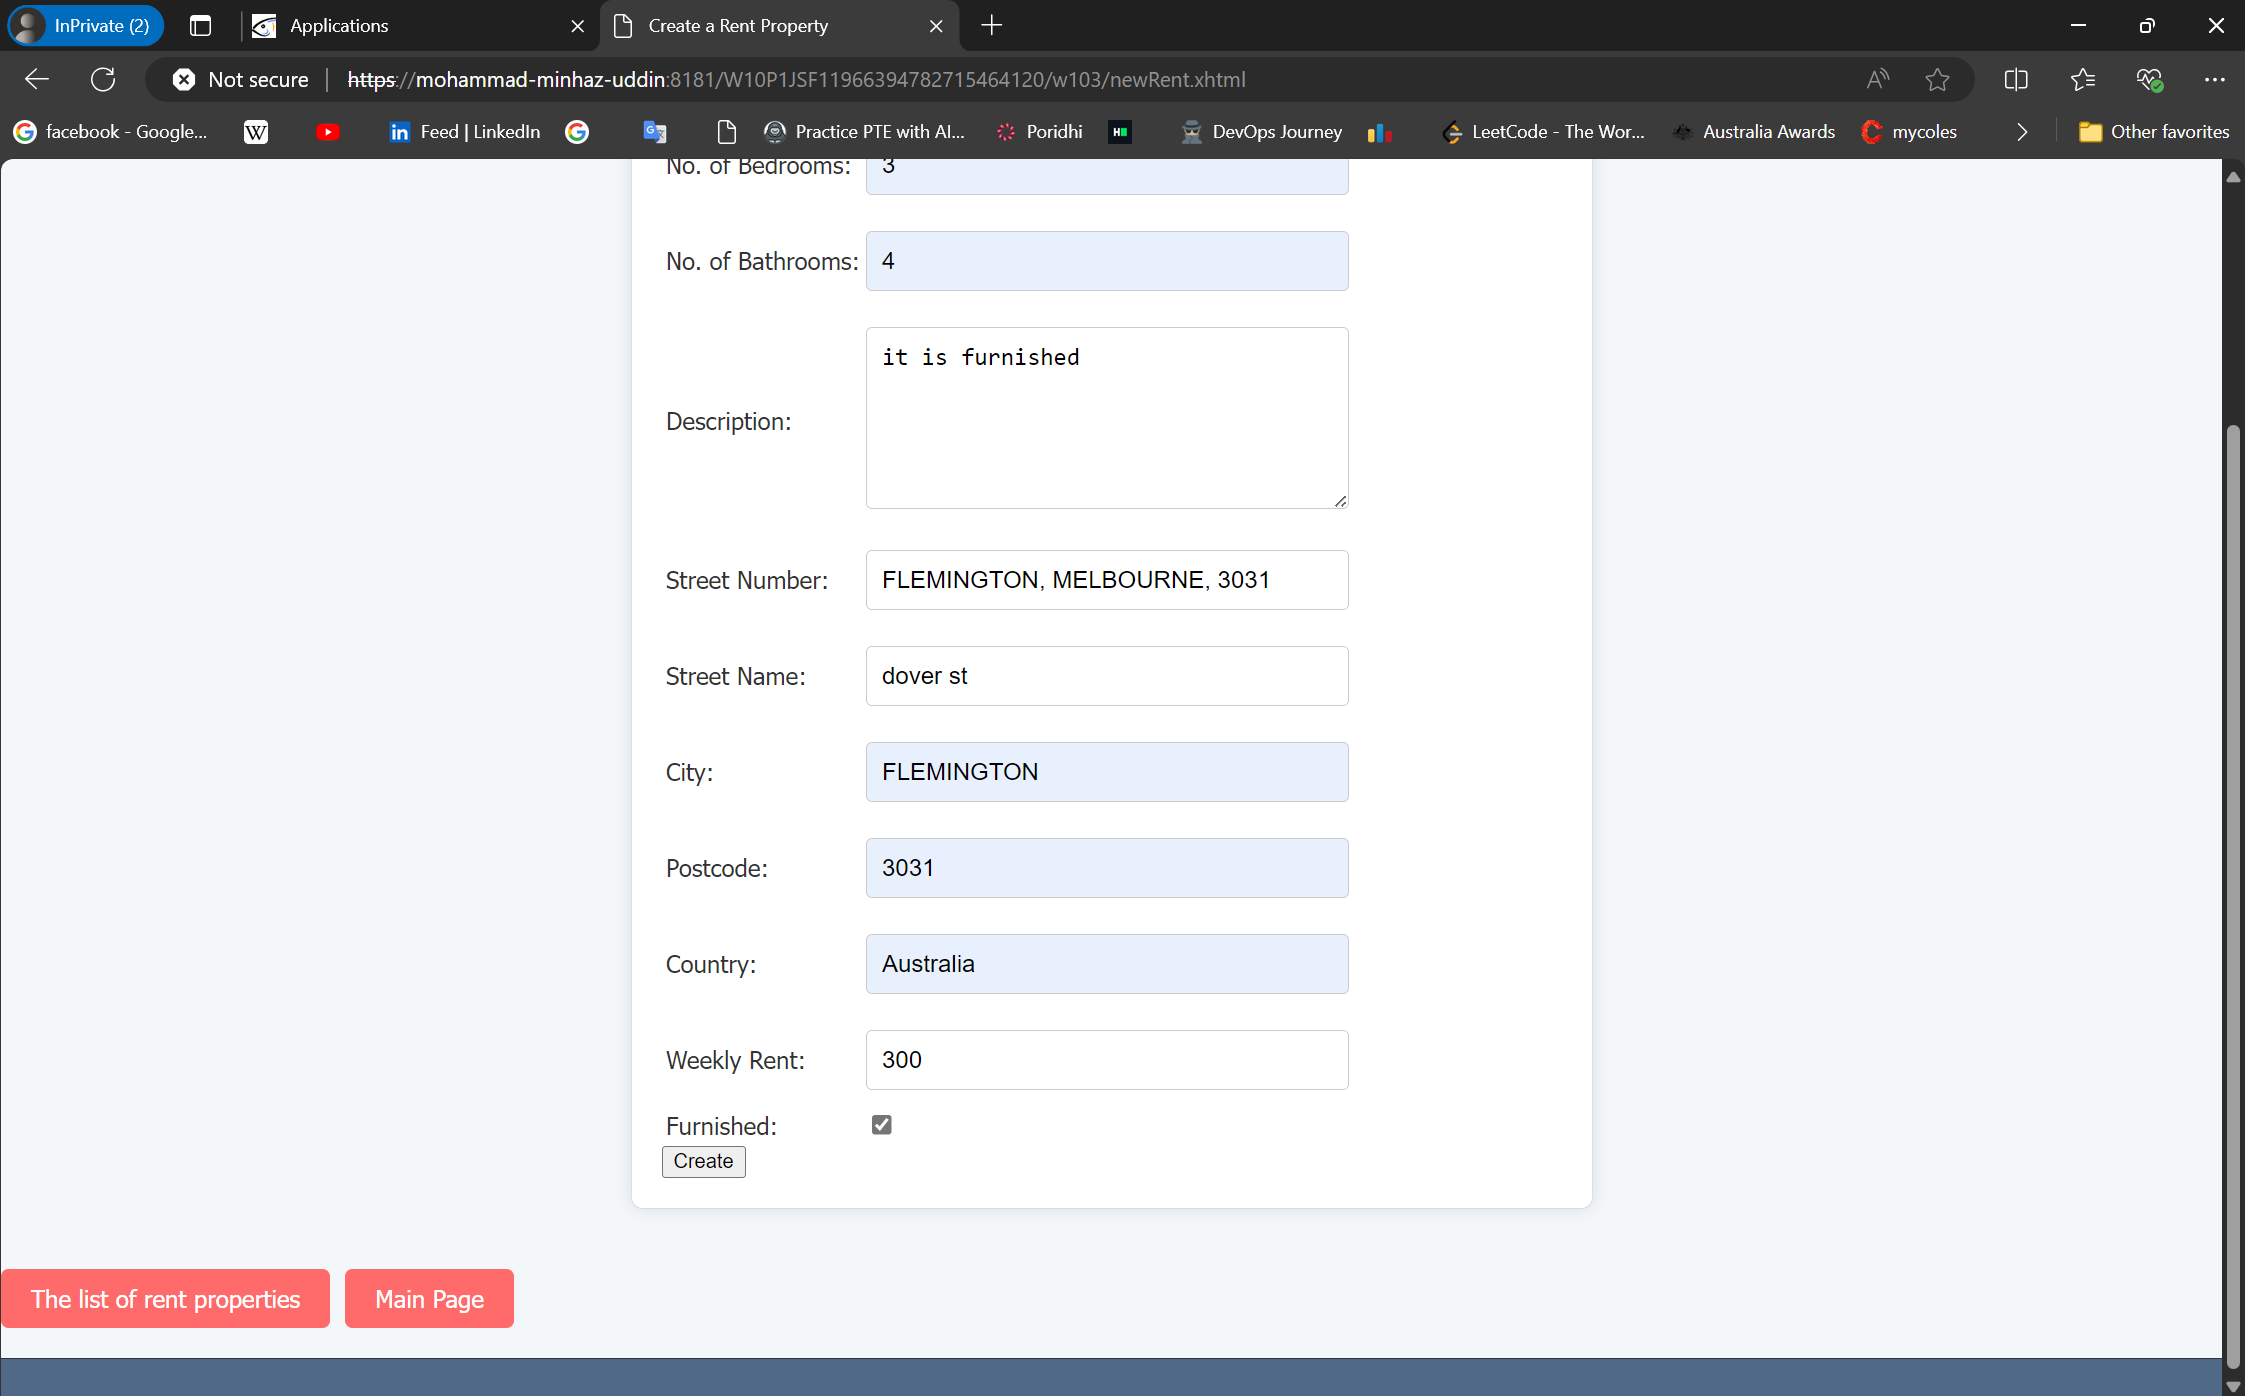 InPrivate (2)
Applications
Create a Rent Property
Not secure
https://mohammad-minhaz-uddin:8181/W10P1JSF11966394782715464120/w103/newRent.xhtml
facebook - Google...
W
in Feed | LinkedIn
Practice PTE with AI...
Poridhi
DevOps Journey
LeetCode - The Wor...
Australia Awards
mycoles
Other favorites
No. of Bedrooms: 3
No. of Bathrooms: 4
Description: it is furnished
Street Number: FLEMINGTON, MELBOURNE, 3031
Street Name: dover st
City: FLEMINGTON
Postcode: 3031
Country: Australia
Weekly Rent: 300
Furnished:
Create
The list of rent properties
Main Page